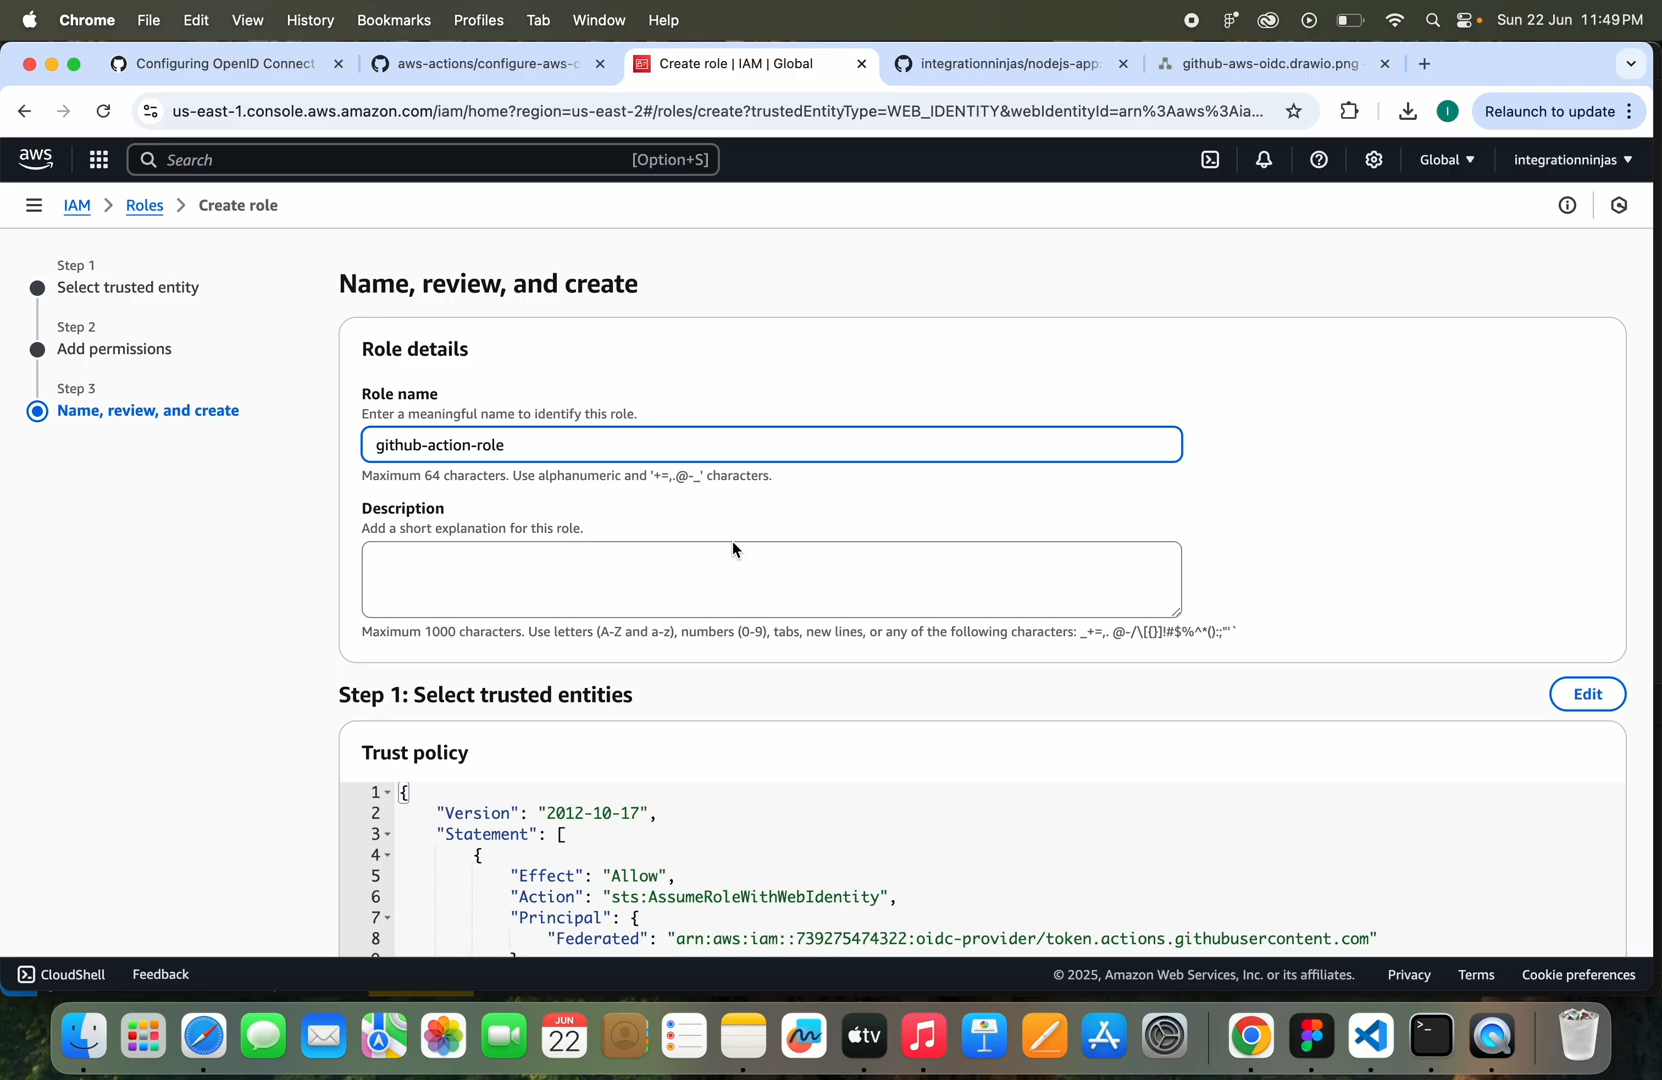 Chrome File Edit View History Bookmarks Profiles Tab Window Help Sun 22 Jun 11:49 PM
Configuring OpenID Connect aws-actions/configure-aws-c Create role | IAM | Global integrationninjas/nodejs-app: github-aws-oidc.drawio.png
us-east-1.console.aws.amazon.com/iam/home?region=us-east-2#/roles/create?trustedEntityType=WEB_IDENTITY&webIdentityId=arn%3Aaws%3Aia... I Relaunch to update
aws Search [Option+S] Global integrationninjas
IAM > Roles > Create role
Step 1
Select trusted entity
Step 2
Add permissions
Step 3
Name, review, and create
Name, review, and create
Role details
Role name
Enter a meaningful name to identify this role.
github-action-role
Maximum 64 characters. Use alphanumeric and '+=,.@-_' characters.
Description
Add a short explanation for this role.
Maximum 1000 characters. Use letters (A-Z and a-z), numbers (0-9), tabs, new lines, or any of the following characters: _+=,. @-/\[{}]!#$%^*();:"'`
Step 1: Select trusted entities
Edit
Trust policy
1 {
2 "Version": "2012-10-17",
3 "Statement": [
4 {
5 "Effect": "Allow",
6 "Action": "sts:AssumeRoleWithWebIdentity",
7 "Principal": {
8 "Federated": "arn:aws:iam::739275474322:oidc-provider/token.actions.githubusercontent.com"
CloudShell Feedback © 2025, Amazon Web Services, Inc. or its affiliates. Privacy Terms Cookie preferences
JUN
22
tv